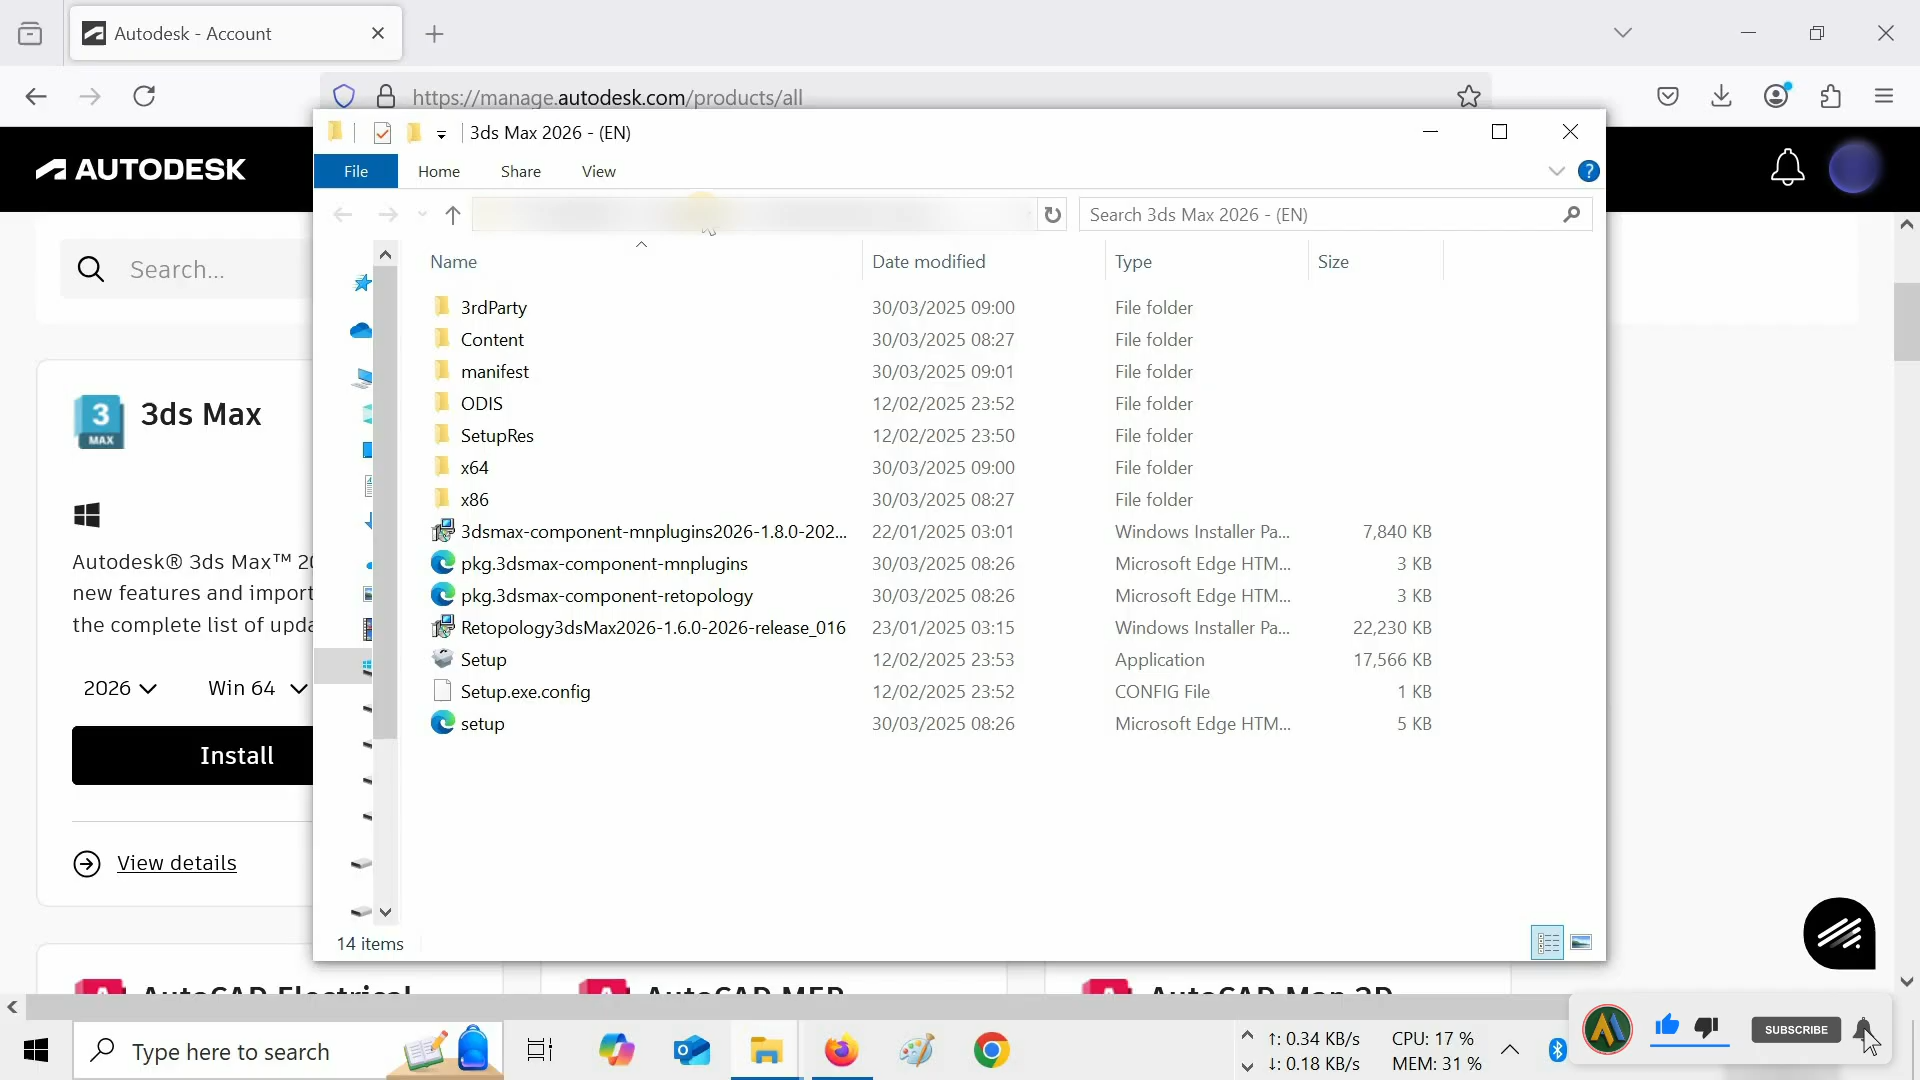 Autodesk - Account
https://manage.autodesk.com/products/all
3ds Max 2026 - (EN)
File
Home
Share
View
?
AUTODESK
Search 3ds Max 2026 - (EN)
Search...
Name
Date modified
Type
Size
3rdParty
30/03/2025 09:00
File folder
Content
30/03/2025 08:27
File folder
manifest
30/03/2025 09:01
File folder
ODIS
12/02/2025 23:52
File folder
SetupRes
12/02/2025 23:50
File folder
x64
30/03/2025 09:00
File folder
x86
30/03/2025 08:27
File folder
3dsmax-component-mnplugins2026-1.8.0-202...
22/01/2025 03:01
Windows Installer Pa...
7,840 KB
pkg.3dsmax-component-mnplugins
30/03/2025 08:26
Microsoft Edge HTM...
3 KB
pkg.3dsmax-component-retopology
30/03/2025 08:26
Microsoft Edge HTM...
3 KB
Retopology3dsMax2026-1.6.0-2026-release_016
23/01/2025 03:15
Windows Installer Pa...
22,230 KB
Setup
12/02/2025 23:53
Application
17,566 KB
Setup.exe.config
12/02/2025 23:52
CONFIG File
1 KB
setup
30/03/2025 08:26
Microsoft Edge HTM...
5 KB
14 items
3
MAX
3ds Max
Autodesk® 3ds Max™ 20
new features and import
the complete list of upda
2026
Win 64
Install
View details
AutoCAD Electrical
AutoCAD MEP
AutoCAD Map 3D
Type here to search
↑: 0.34 KB/s
↓: 0.18 KB/s
CPU: 17 %
MEM: 31 %
SUBSCRIBE